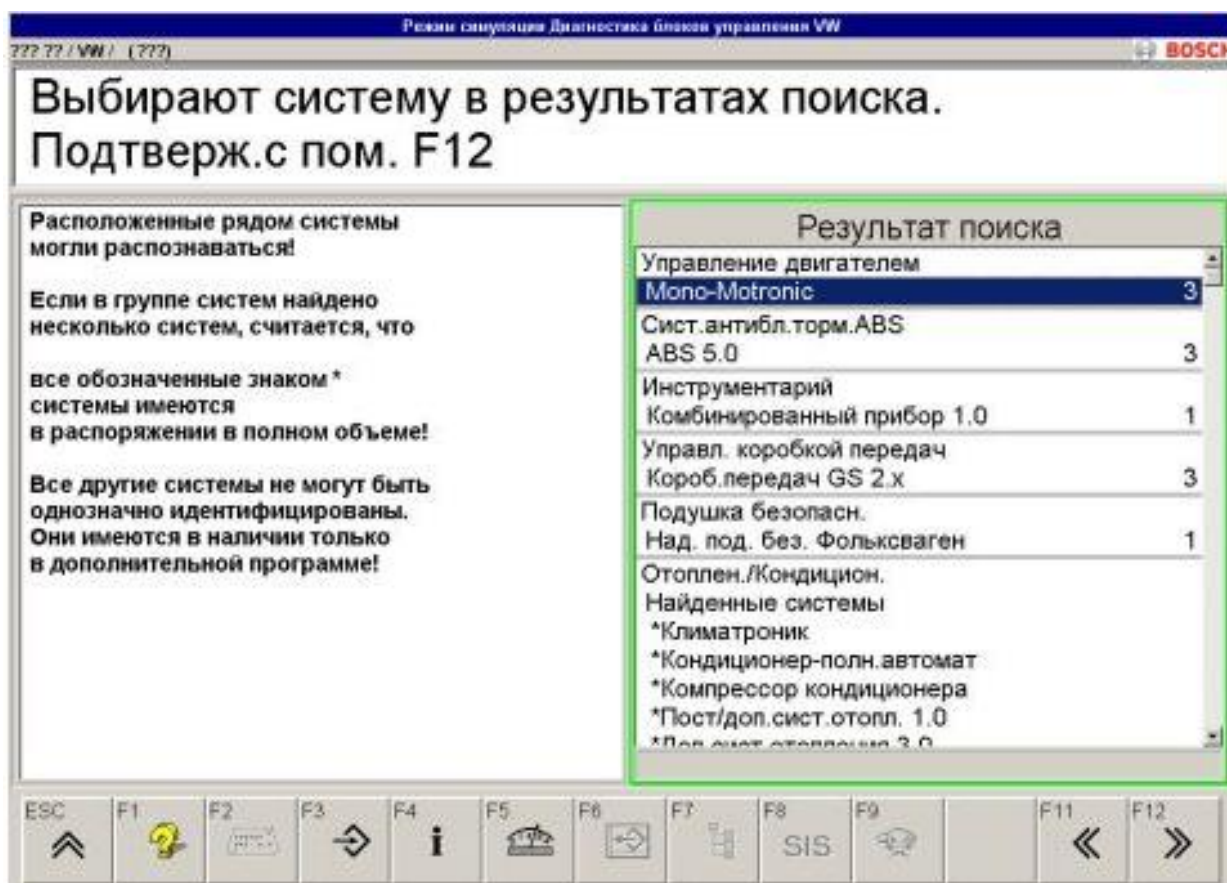 Режим симуляции Диагностика блоков управления VW
??? ?? / VW / (???)
BOSCH
Выбирают систему в результатах поиска.
Подтверж.с пом. F12
Расположенные рядом системы
могли распознаваться!
Если в группе систем найдено
несколько систем, считается, что
все обозначенные знаком *
системы имеются
в распоряжении в полном объеме!
Все другие системы не могут быть
однозначно идентифицированы.
Они имеются в наличии только
в дополнительной программе!
Результат поиска
Управление двигателем
Mono-Motronic 3
Сист.антибл.торм.ABS
ABS 5.0 3
Инструментарий
Комбинированный прибор 1.0 1
Управл. коробкой передач
Короб.передач GS 2.x 3
Подушка безопасн.
Над. под. без. Фольксваген 1
Отоплен./Кондицион.
Найденные системы
*Климатроник
*Кондиционер-полн.автомат
*Компрессор кондиционера
*Пост/доп.сист.отопл. 1.0
*Доп.сист.отопления 3.0
ESC F1 F2 F3 F4 F5 F6 F7 F8 F9 F11 F12
SIS